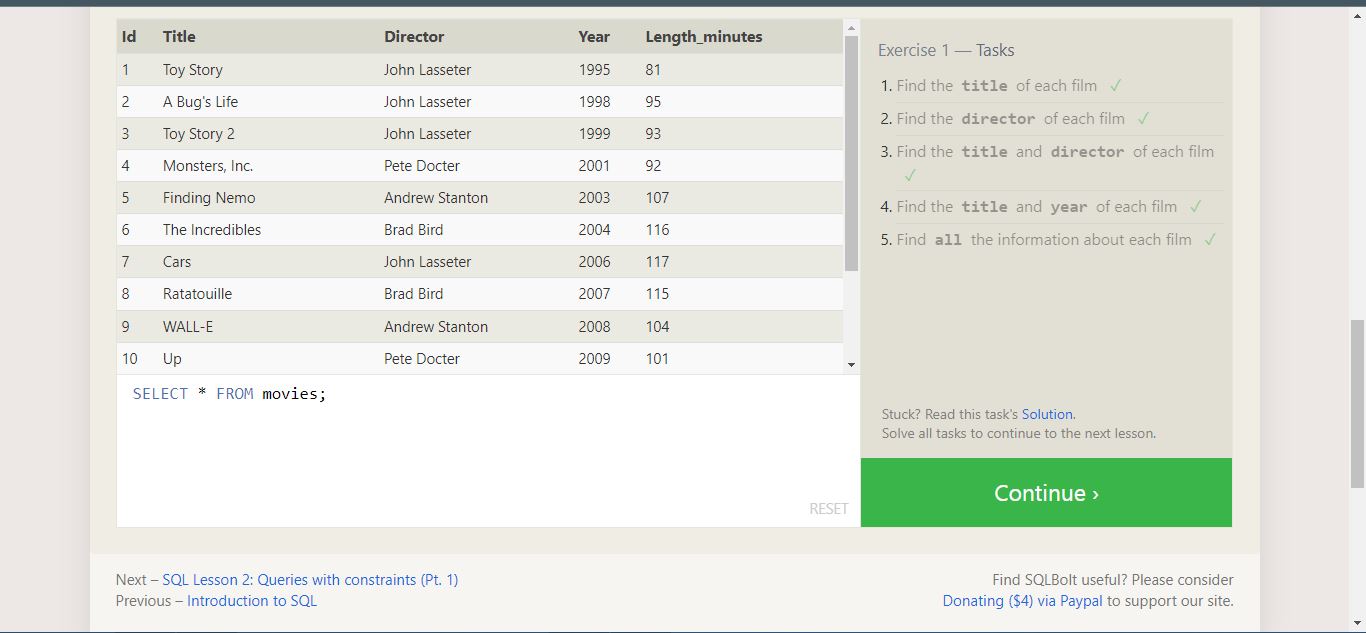 Id Title Director Year Length_minutes
1 Toy Story John Lasseter 1995 81
2 A Bug's Life John Lasseter 1998 95
3 Toy Story 2 John Lasseter 1999 93
4 Monsters, Inc. Pete Docter 2001 92
5 Finding Nemo Andrew Stanton 2003 107
6 The Incredibles Brad Bird 2004 116
7 Cars John Lasseter 2006 117
8 Ratatouille Brad Bird 2007 115
9 WALL-E Andrew Stanton 2008 104
10 Up Pete Docter 2009 101
SELECT * FROM movies;
RESET
Exercise 1 — Tasks
1. Find the title of each film ✓
2. Find the director of each film ✓
3. Find the title and director of each film
✓
4. Find the title and year of each film ✓
5. Find all the information about each film ✓
Stuck? Read this task's Solution.
Solve all tasks to continue to the next lesson.
Continue ›
Next – SQL Lesson 2: Queries with constraints (Pt. 1)
Previous – Introduction to SQL
Find SQLBolt useful? Please consider
Donating ($4) via Paypal to support our site.